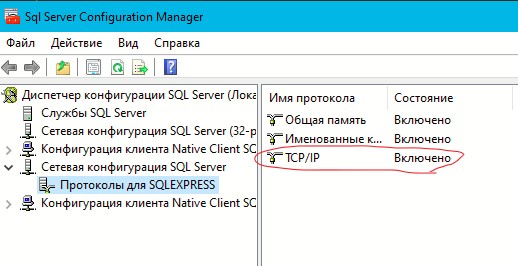 Sql Server Configuration Manager
Файл Действие Вид Справка
Диспетчер конфигурации SQL Server (Лока
Службы SQL Server
Сетевая конфигурация SQL Server (32-р
Конфигурация клиента Native Client SC
Сетевая конфигурация SQL Server
Протоколы для SQLEXPRESS
Конфигурация клиента Native Client SC
Имя протокола Состояние
Общая память Включено
Именованные к... Включено
TCP/IP Включено